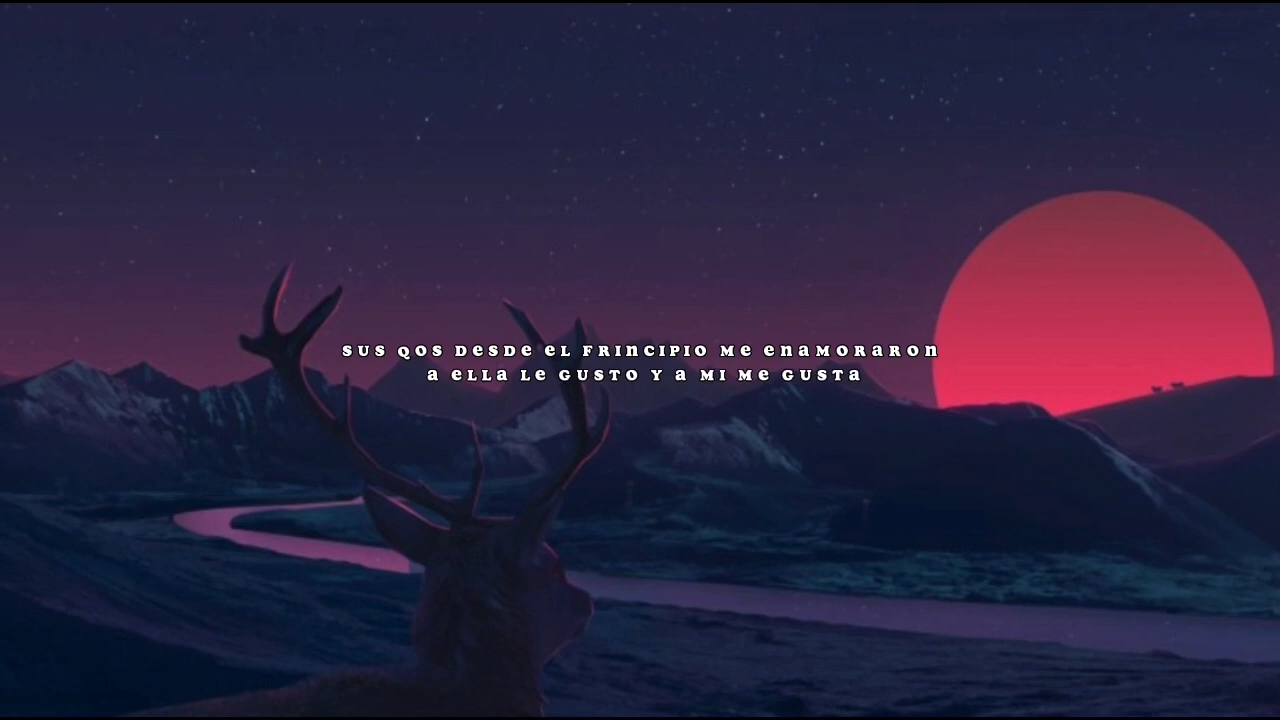 SUS QOS DeSDe eL FRInCIPIO Me enaMORaROn
a eLLa Le GUSTO Y a MI Me GUSTa